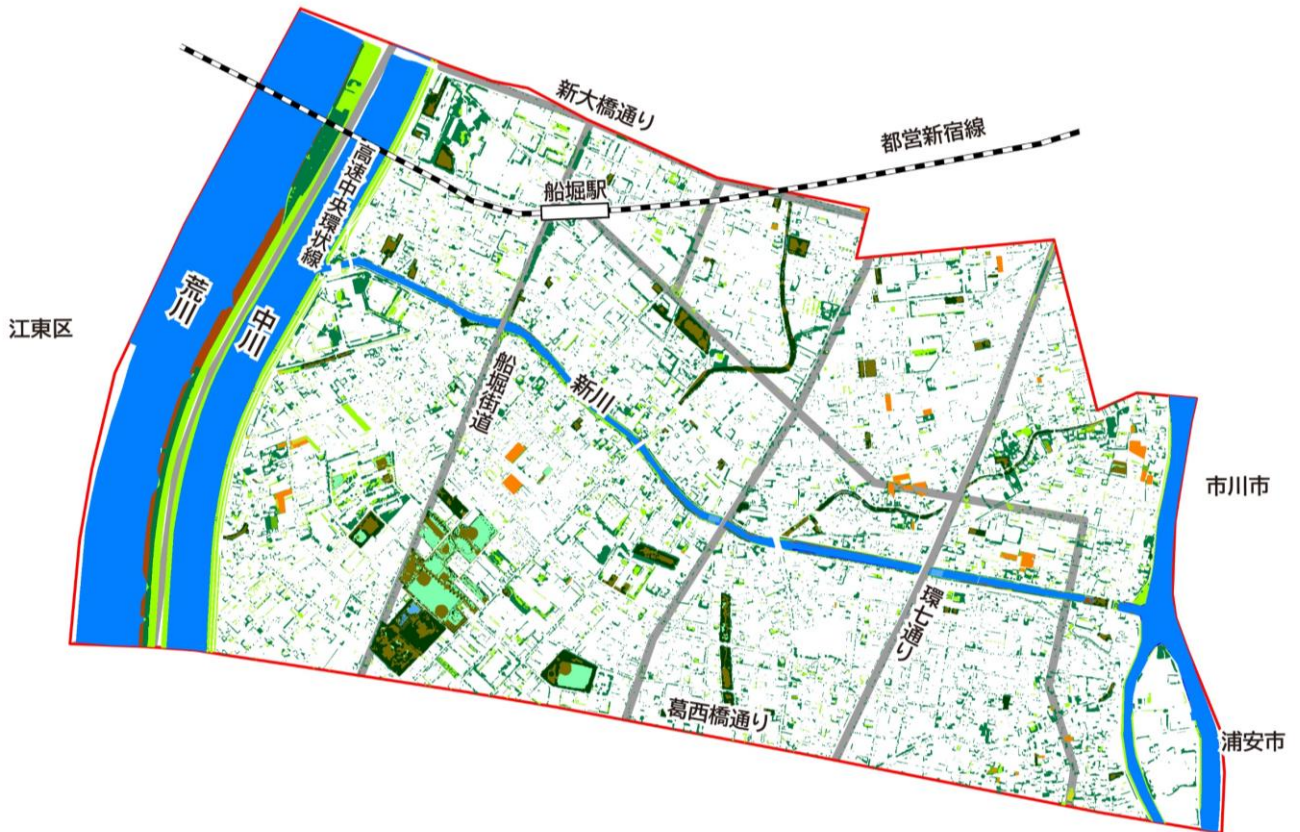 新大橋通り
都営新宿線
船堀駅
高速中央環状線
荒川
中川
江東区
船堀街道
新川
市川市
環七通り
葛西橋通り
浦安市